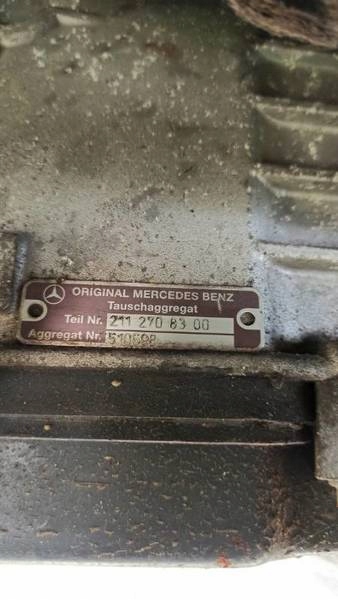 ORIGINAL MERCEDES BENZ
Tauschaggregat
Teil Nr. 211 270 83 00
Aggregat Nr.